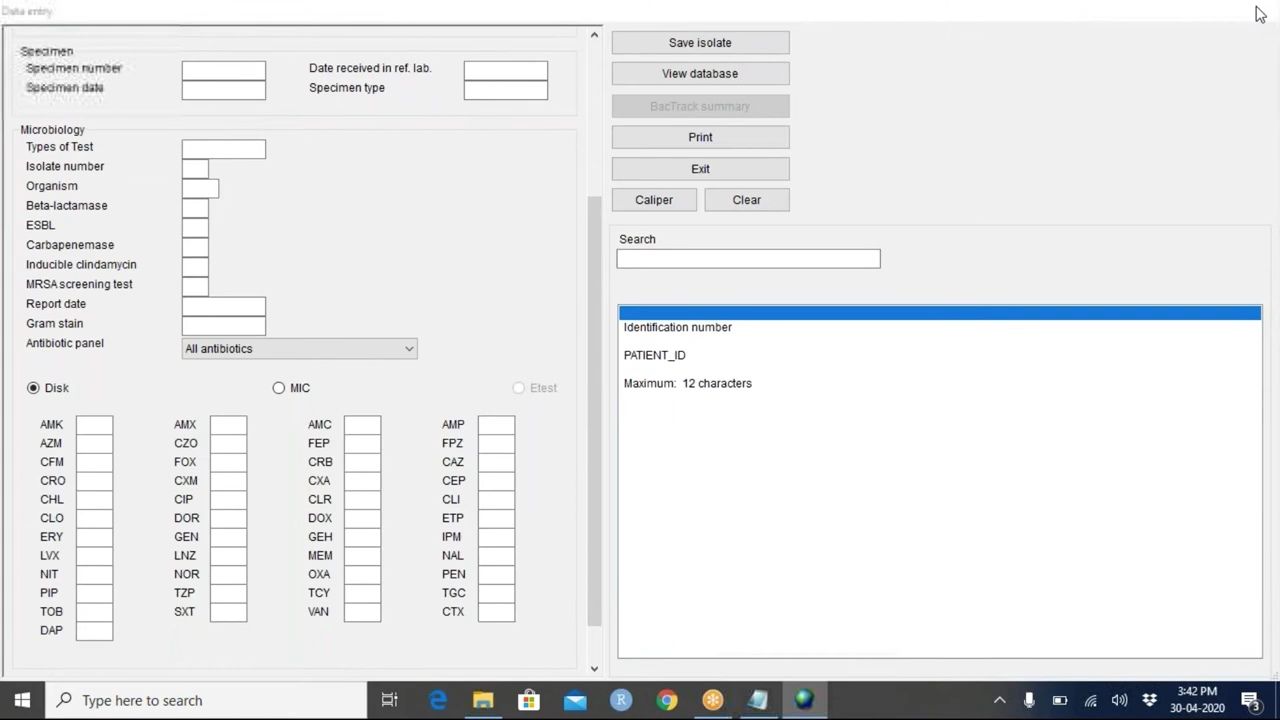 Data entry
Specimen
Specimen number
Date received in ref. lab.
Specimen date
Specimen type
Microbiology
Types of Test
Isolate number
Organism
Beta-lactamase
ESBL
Carbapenemase
Inducible clindamycin
MRSA screening test
Report date
Gram stain
Antibiotic panel
All antibiotics
Disk
MIC
Etest
AMK AMX AMC AMP
AZM CZO FEP FPZ
CFM FOX CRB CAZ
CRO CXM CXA CEP
CHL CIP CLR CLI
CLO DOR DOX ETP
ERY GEN GEH IPM
LVX LNZ MEM NAL
NIT NOR OXA PEN
PIP TZP TCY TGC
TOB SXT VAN CTX
DAP
Save isolate
View database
BacTrack summary
Print
Exit
Caliper
Clear
Search
Identification number
PATIENT_ID
Maximum: 12 characters
Type here to search
3:42 PM
30-04-2020
3